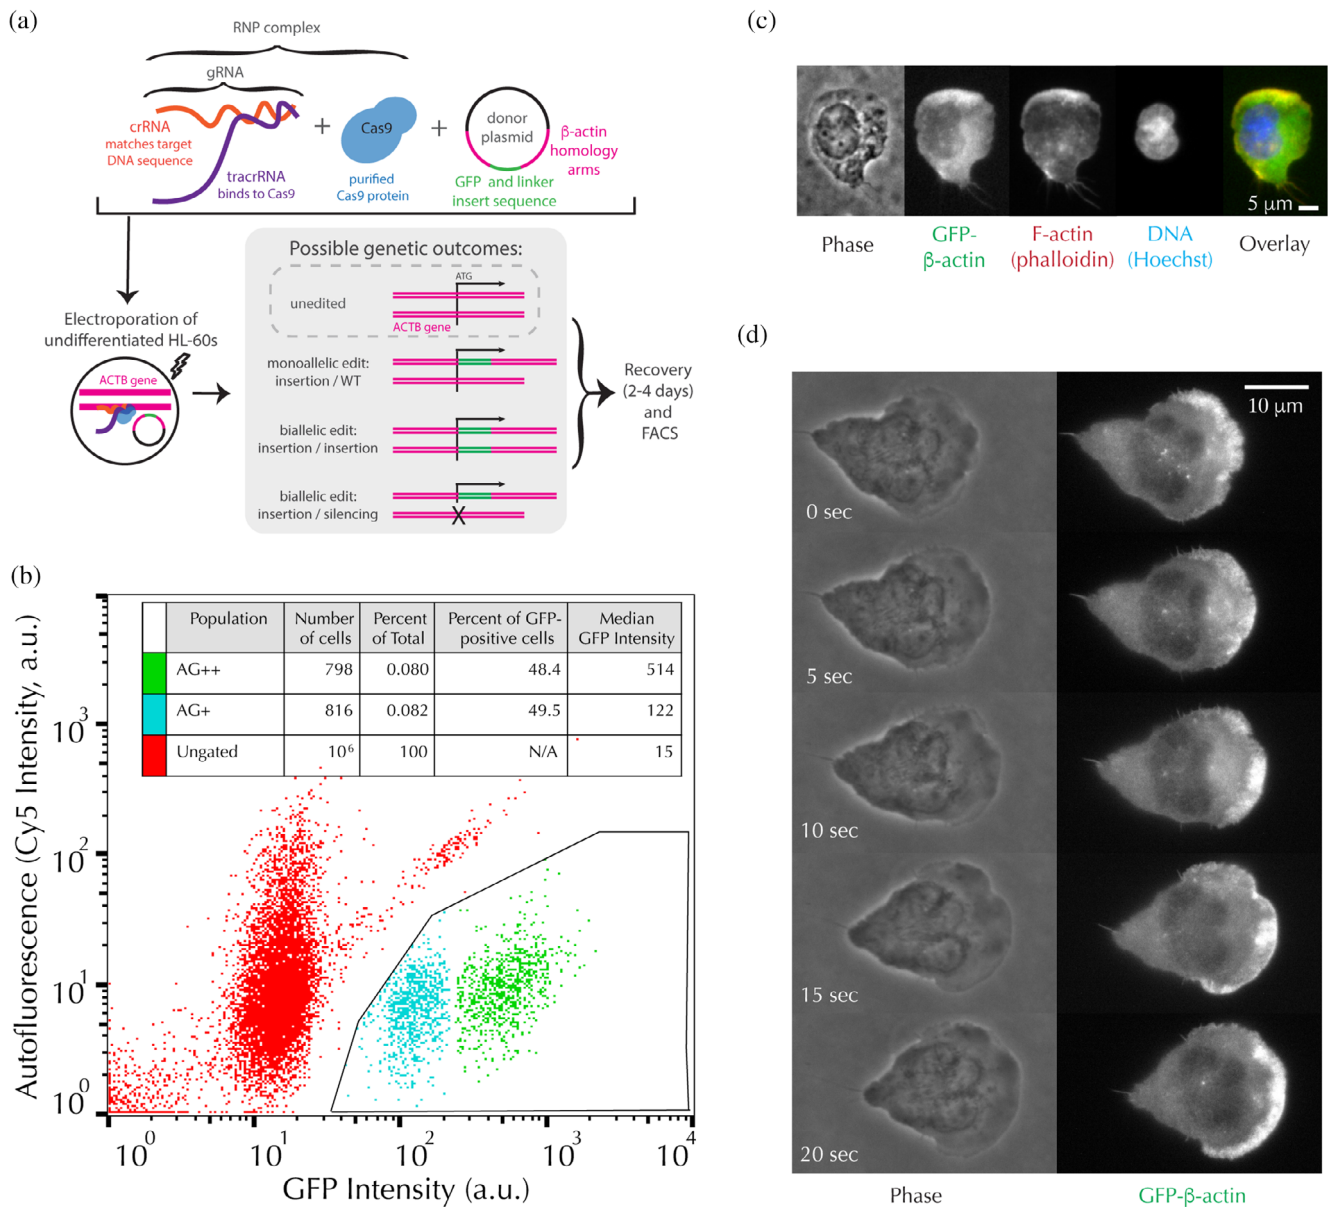 (a)
RNP complex
gRNA
crRNA
matches target
DNA sequence
tracrRNA
binds to Cas9
+
Cas9
purified
Cas9 protein
+
donor
plasmid
β-actin
homology
arms
GFP and linker
insert sequence
Electroporation of
undifferentiated HL-60s
ACTB gene
Possible genetic outcomes:
ATG
unedited
ACTB gene
monoallelic edit:
insertion / WT
biallelic edit:
insertion / insertion
biallelic edit:
insertion / silencing
X
Recovery
(2-4 days)
and
FACS
(b)
Population Number of cells Percent of Total Percent of GFP-positive cells Median GFP Intensity
AG++ 798 0.080 48.4 514
AG+ 816 0.082 49.5 122
Ungated 10⁶ 100 N/A 15
Autofluorescence (Cy5 Intensity, a.u.)
10³
10²
10¹
10⁰
10⁰ 10¹ 10² 10³ 10⁴
GFP Intensity (a.u.)
(c)
5 µm
Phase
GFP-
β-actin
F-actin
(phalloidin)
DNA
(Hoechst)
Overlay
(d)
10 µm
0 sec
5 sec
10 sec
15 sec
20 sec
Phase
GFP-β-actin